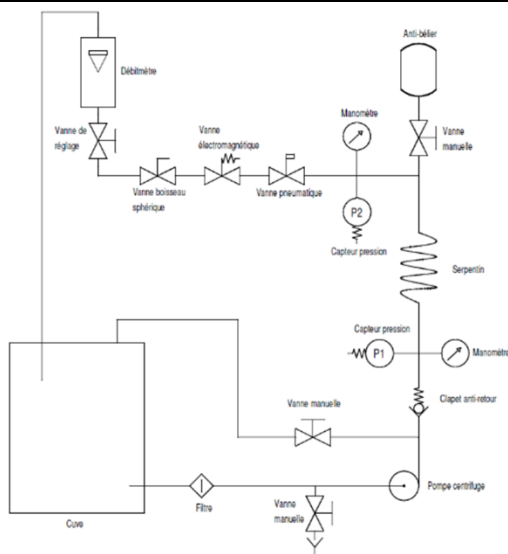 Anti-bélier
Débitmètre
Manomètre
Vanne de
réglage
Vanne
électromagnétique
Vanne
manuelle
Vanne boisseau
sphérique
Vanne pneumatique
P2
Capteur pression
Serpentin
Capteur pression
P1
Manomètre
Clapet anti-retour
Vanne manuelle
Pompe centrifuge
Filtre
Vanne
manuelle
Cuve